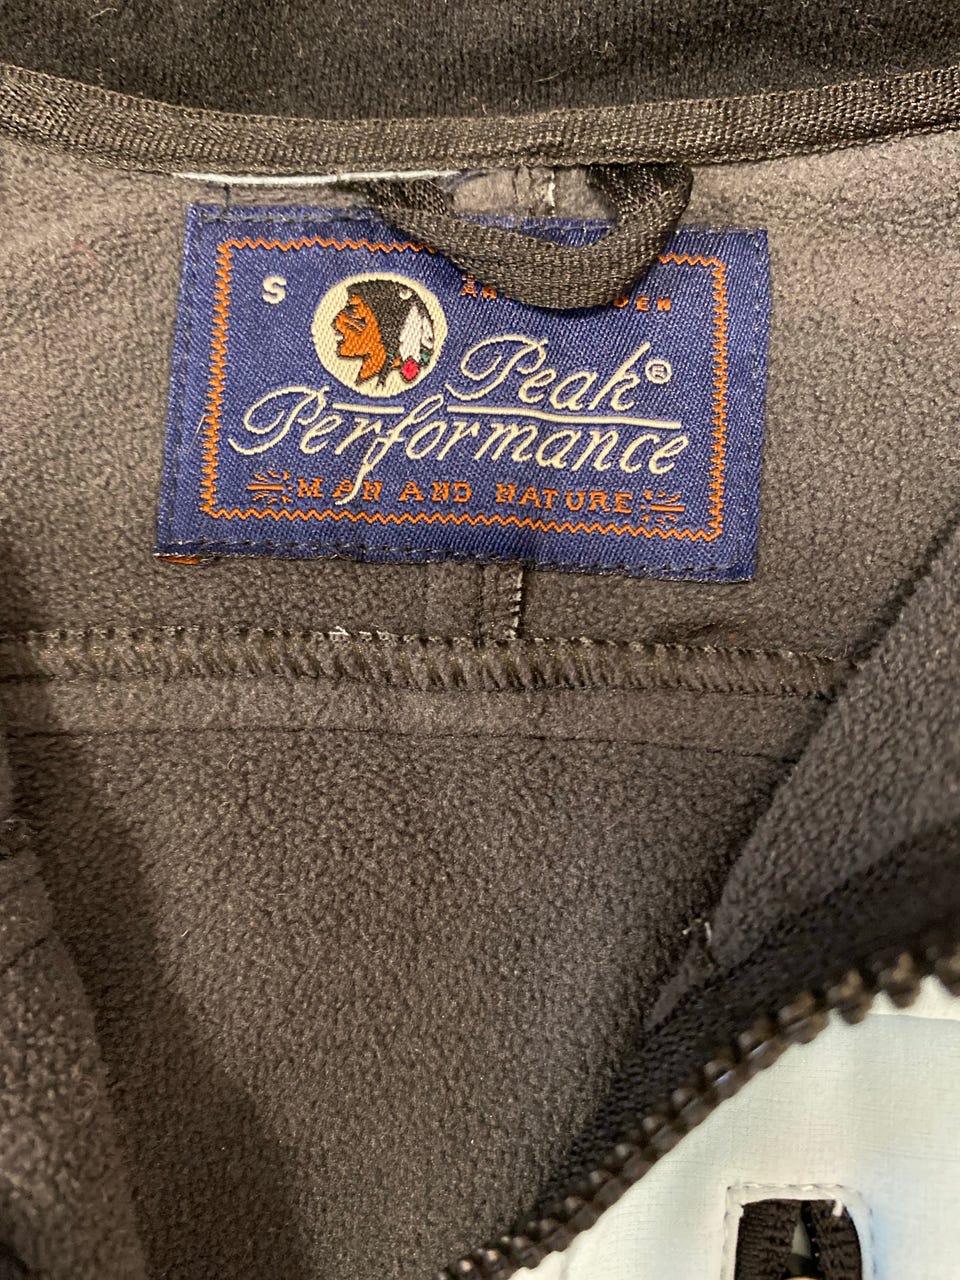 S
Peak®
Performance
MAN AND NATURE